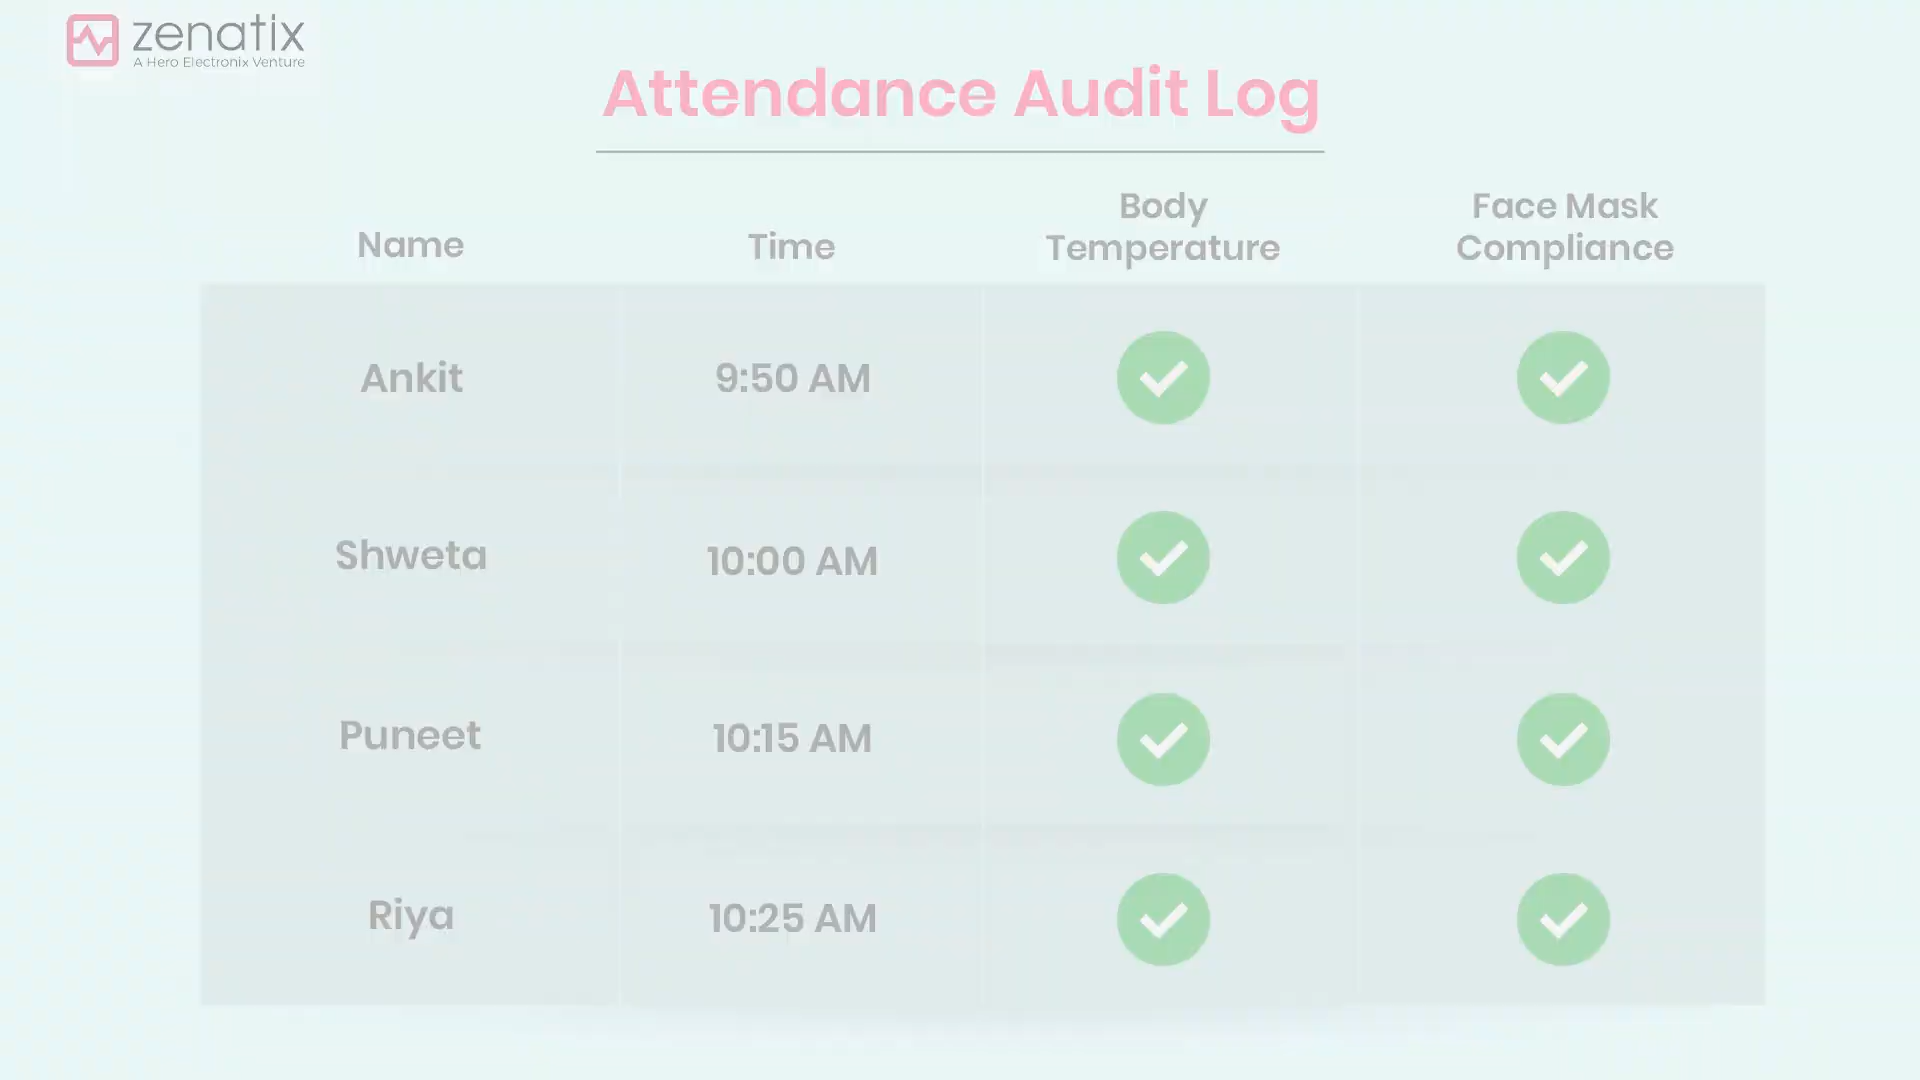 zenatix
A Hero Electronix Venture
Attendance Audit Log
Name Time Body Temperature Face Mask Compliance
Ankit 9:50 AM
Shweta 10:00 AM
Puneet 10:15 AM
Riya 10:25 AM